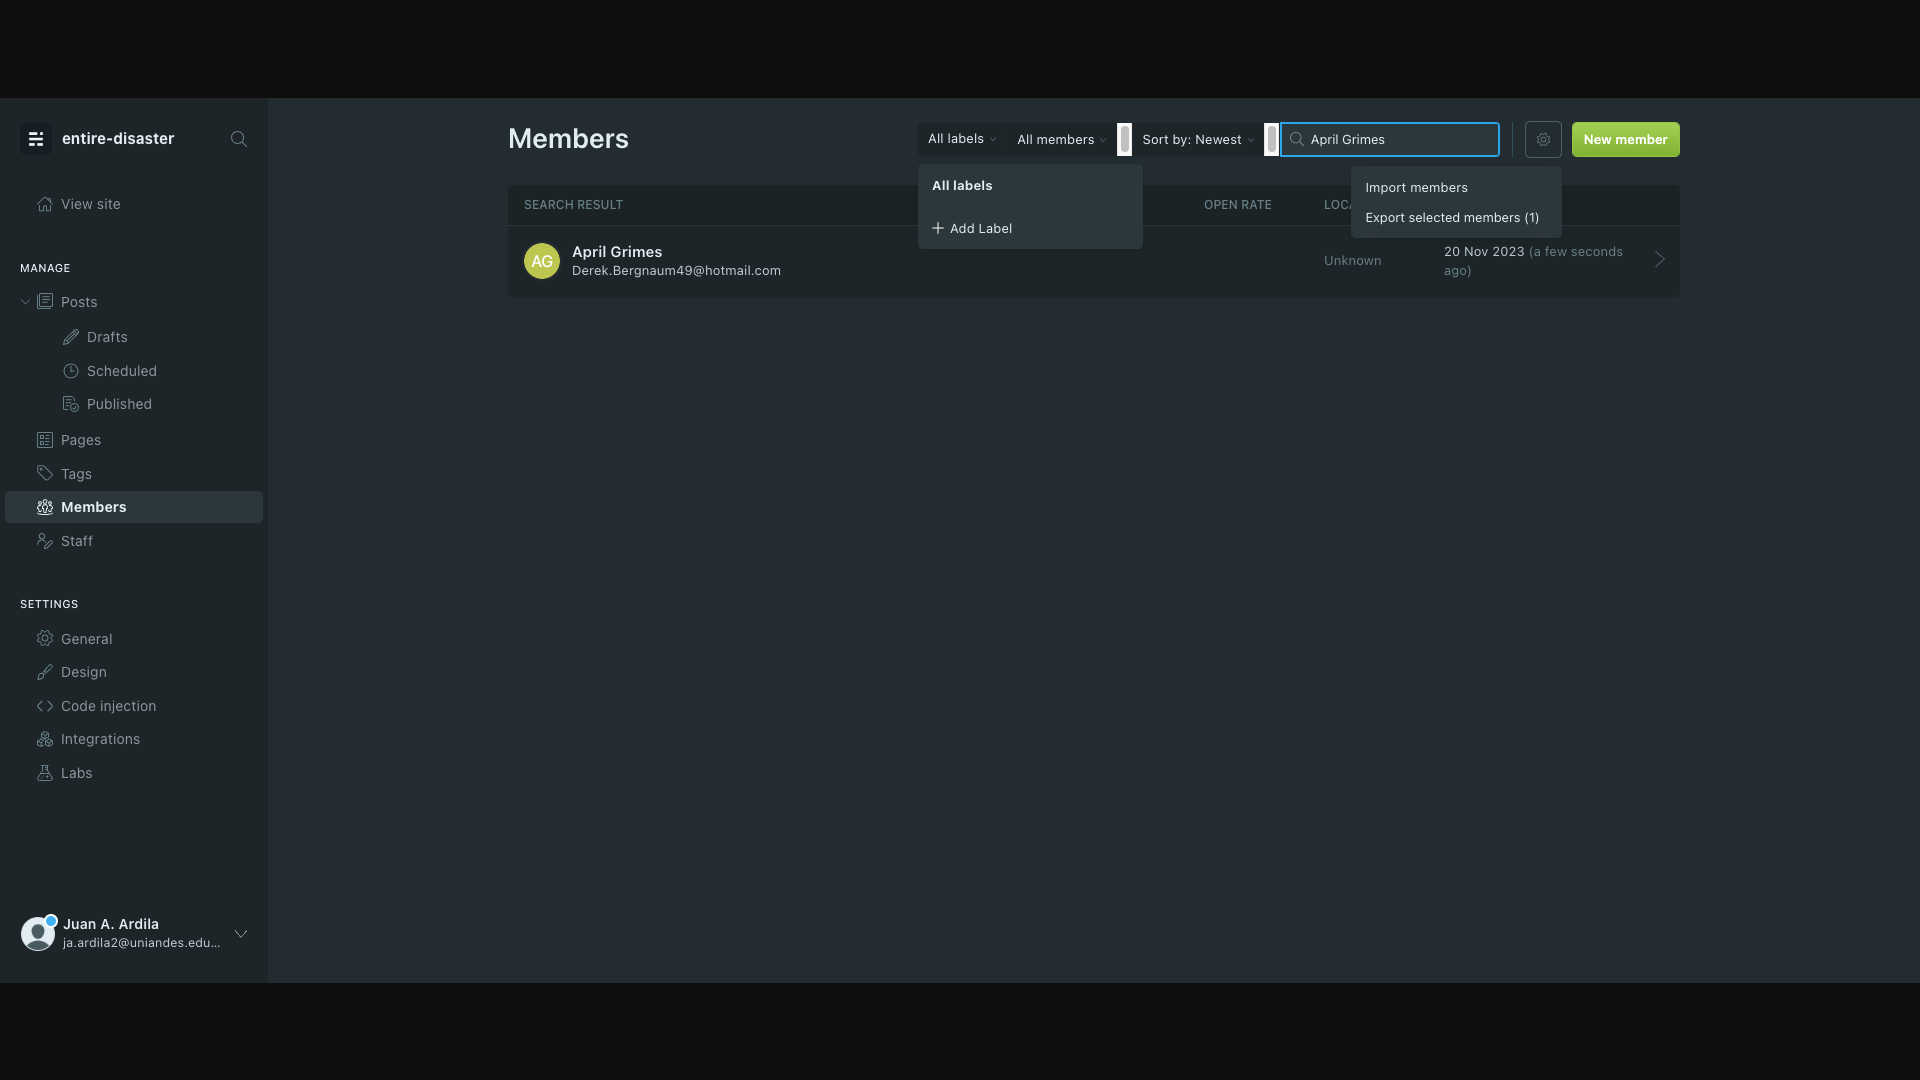 entire-disaster
View site
MANAGE
Posts
Drafts
Scheduled
Published
Pages
Tags
Members
Staff
SETTINGS
General
Design
Code injection
Integrations
Labs
Juan A. Ardila
ja.ardila2@uniandes.edu...
Members
All labels
All members
Sort by: Newest
April Grimes
New member
All labels
Add Label
Import members
Export selected members (1)
SEARCH RESULT
OPEN RATE
LOCA
AG
April Grimes
Derek.Bergnaum49@hotmail.com
Unknown
20 Nov 2023 (a few seconds
ago)